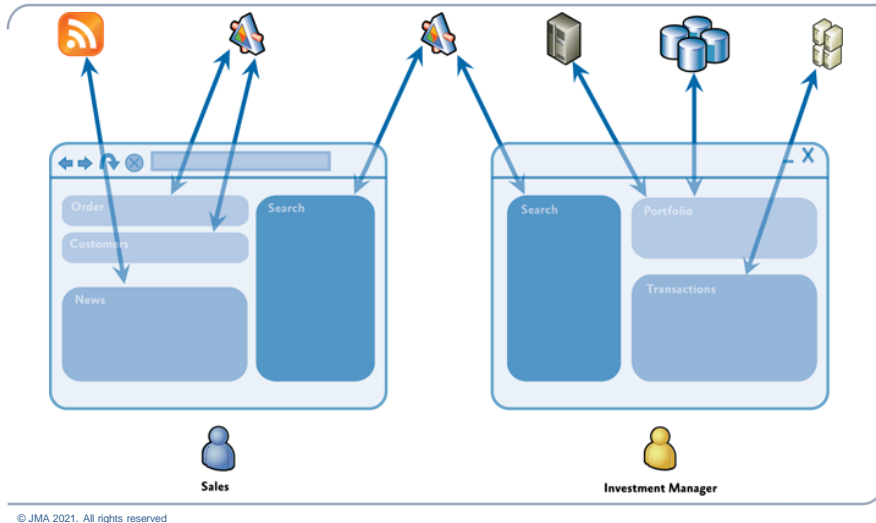 Order
Customers
News
Search
Search
Portfolio
Transactions
X
Sales
Investment Manager
© JMA 2021. All rights reserved